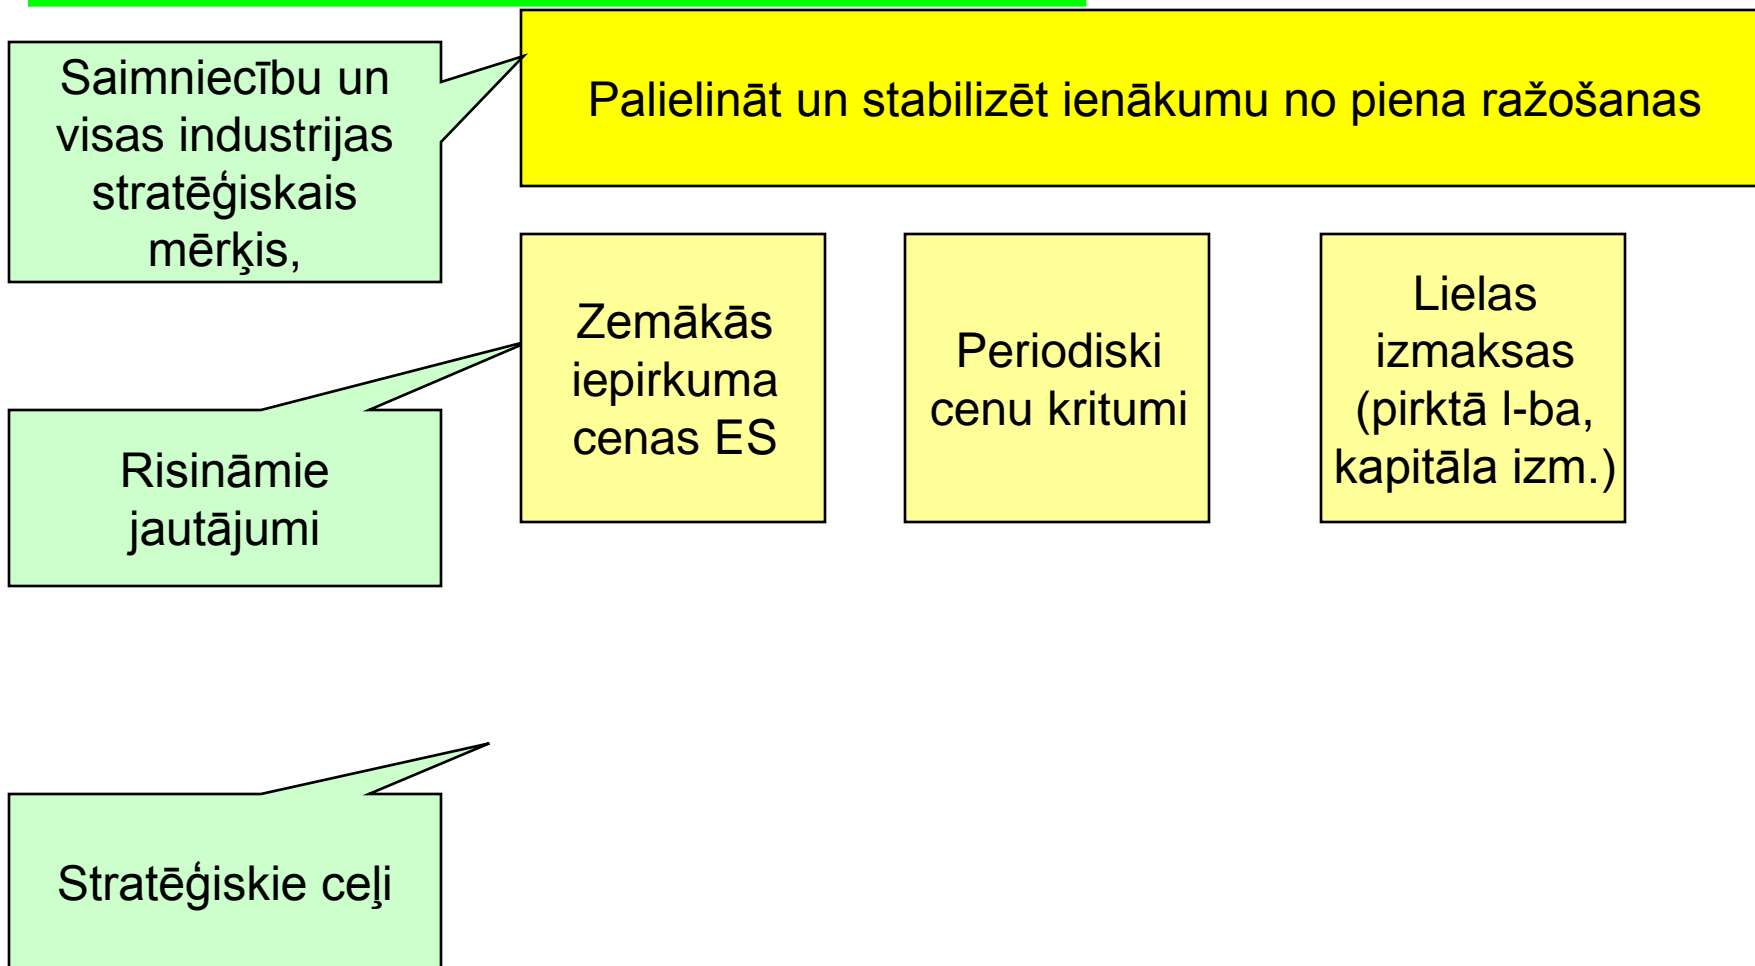 Saimniecību un
visas industrijas
stratēģiskais
mērķis,
Palielināt un stabilizēt ienākumu no piena ražošanas
Zemākās
iepirkuma
cenas ES
Periodiski
cenu kritumi
Lielas
izmaksas
(pirktā l-ba,
kapitāla izm.)
Risināmie
jautājumi
Stratēģiskie ceļi